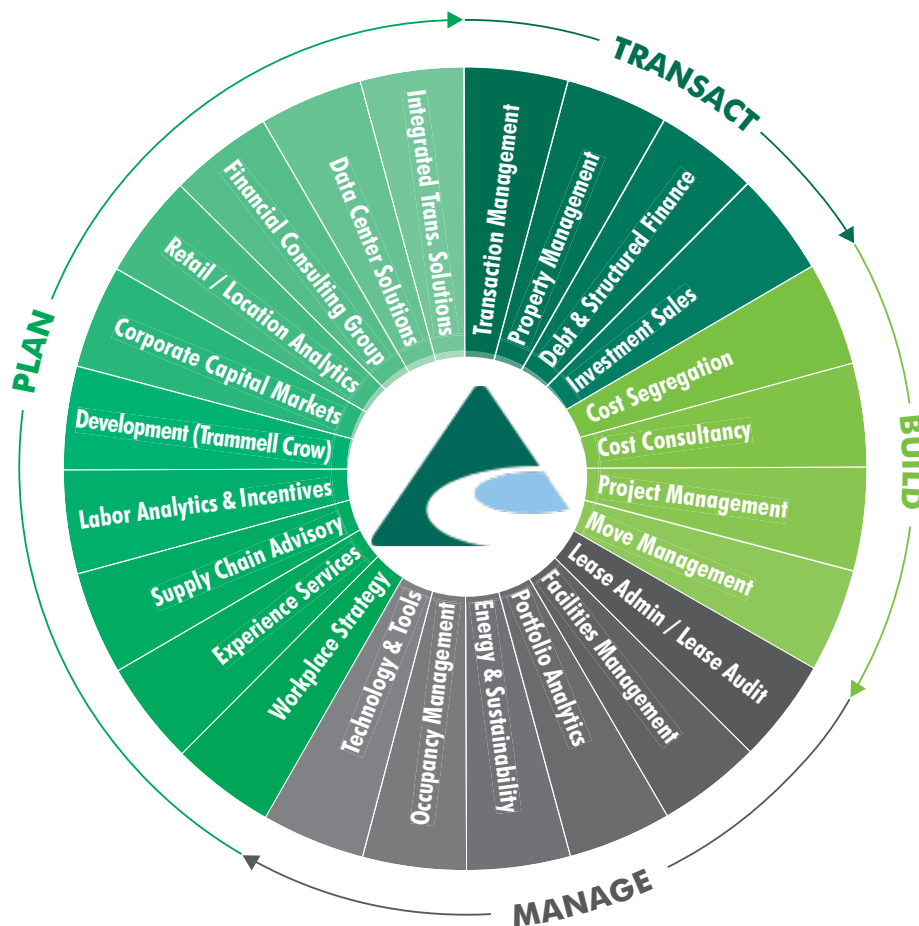 TRANSACT
Transaction Management
Property Management
Debt & Structured Finance
Investment Sales
BUILD
Cost Segregation
Cost Consultancy
Project Management
Move Management
MANAGE
Lease Admin / Lease Audit
Facilities Management
Portfolio Analytics
Energy & Sustainability
Occupancy Management
Technology & Tools
PLAN
Workplace Strategy
Experience Services
Supply Chain Advisory
Labor Analytics & Incentives
Development (Trammell Crow)
Corporate Capital Markets
Retail / Location Analytics
Financial Consulting Group
Data Center Solutions
Integrated Trans. Solutions